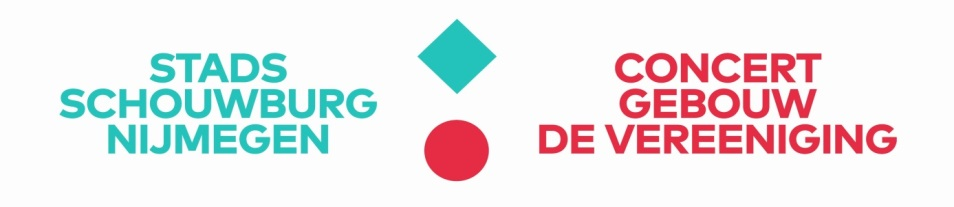 STADS
SCHOUWBURG
NIJMEGEN
CONCERT
GEBOUW
DE VEREENIGING